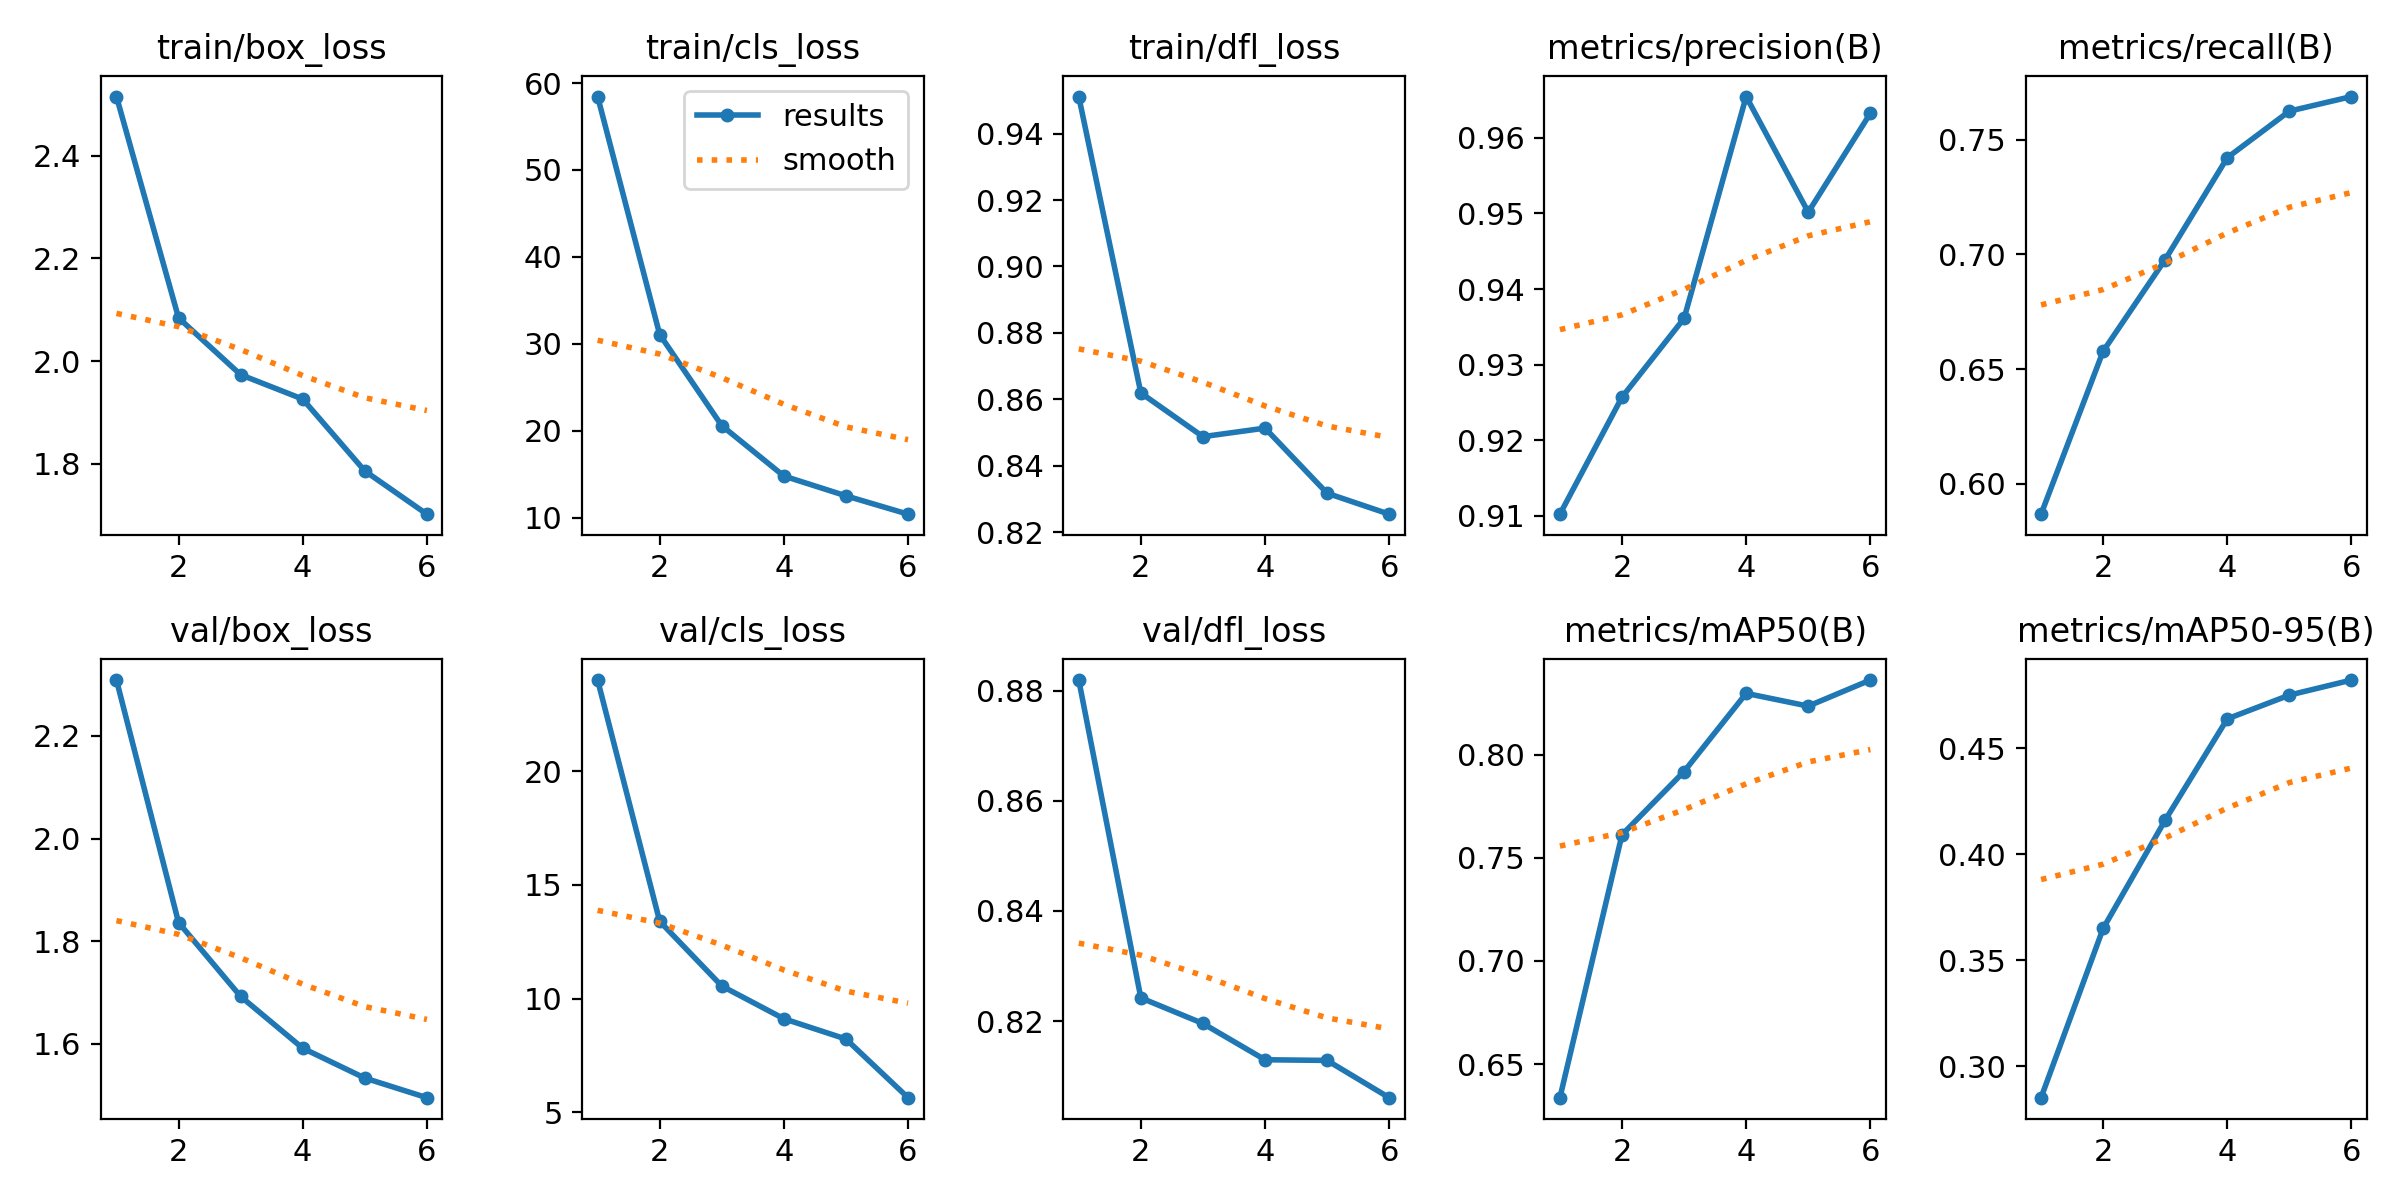 train/box_loss
2.4
2.2
2.0
1.8
2 4 6
train/cls_loss
60
50
40
30
20
10
2 4 6
results
smooth
train/dfl_loss
0.94
0.92
0.90
0.88
0.86
0.84
0.82
2 4 6
metrics/precision(B)
0.96
0.95
0.94
0.93
0.92
0.91
2 4 6
metrics/recall(B)
0.75
0.70
0.65
0.60
2 4 6
val/box_loss
2.2
2.0
1.8
1.6
2 4 6
val/cls_loss
20
15
10
5
2 4 6
val/dfl_loss
0.88
0.86
0.84
0.82
2 4 6
metrics/mAP50(B)
0.80
0.75
0.70
0.65
2 4 6
metrics/mAP50-95(B)
0.45
0.40
0.35
0.30
2 4 6